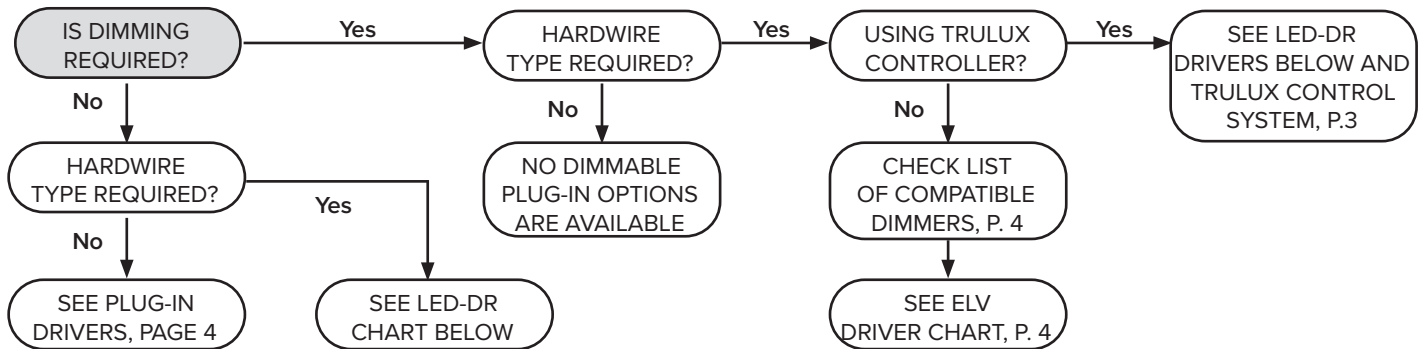 IS DIMMING
REQUIRED?
Yes
HARDWIRE
TYPE REQUIRED?
Yes
USING TRULUX
CONTROLLER?
Yes
SEE LED-DR
DRIVERS BELOW AND
TRULUX CONTROL
SYSTEM, P.3
No
No
No
HARDWIRE
TYPE REQUIRED?
Yes
NO DIMMABLE
PLUG-IN OPTIONS
ARE AVAILABLE
CHECK LIST
OF COMPATIBLE
DIMMERS, P. 4
No
SEE PLUG-IN
DRIVERS, PAGE 4
SEE LED-DR
CHART BELOW
SEE ELV
DRIVER CHART, P. 4